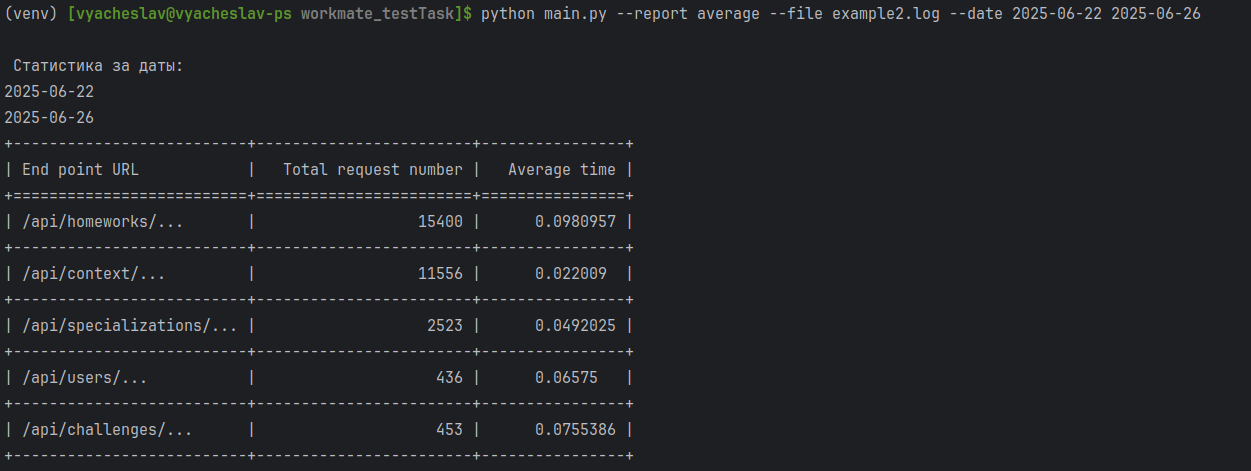 (venv) [vyacheslav@vyacheslav-ps workmate_testTask]$ python main.py --report average --file example2.log --date 2025-06-22 2025-06-26
Статистика за даты:
2025-06-22
2025-06-26
+--------------------------+------------------------+----------------+
| End point URL            |   Total request number |   Average time |
+==========================+========================+================+
| /api/homeworks/...       |                  15400 |      0.0980957 |
+--------------------------+------------------------+----------------+
| /api/context/...         |                  11556 |      0.022009  |
+--------------------------+------------------------+----------------+
| /api/specializations/... |                   2523 |      0.0492025 |
+--------------------------+------------------------+----------------+
| /api/users/...           |                    436 |      0.06575   |
+--------------------------+------------------------+----------------+
| /api/challenges/...      |                    453 |      0.0755386 |
+--------------------------+------------------------+----------------+